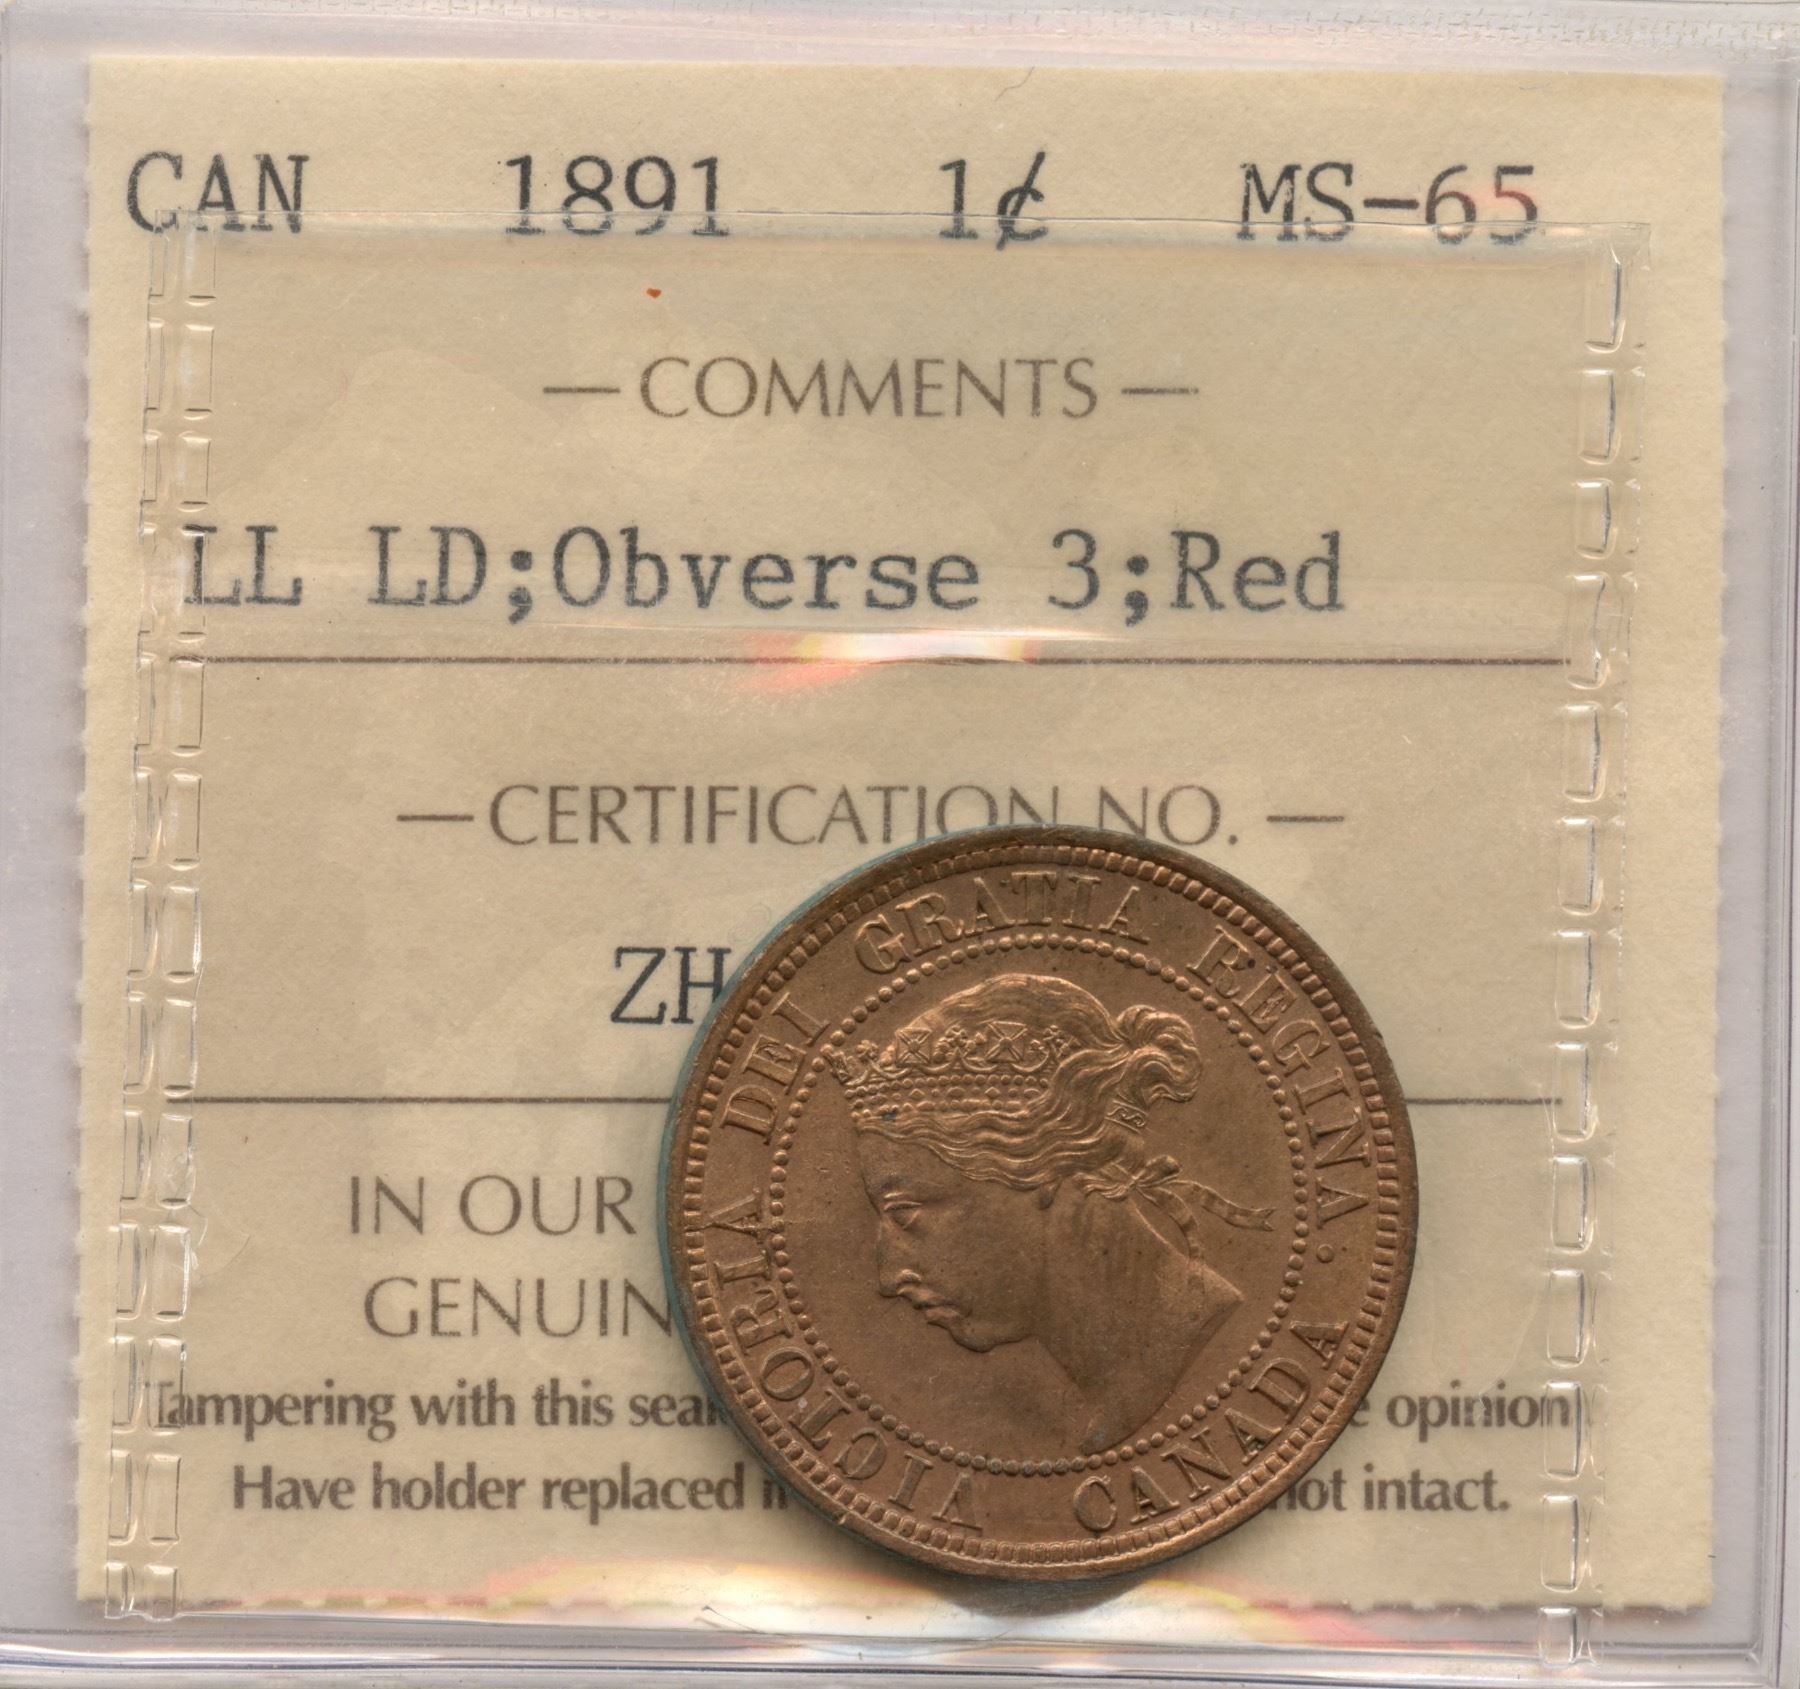 CAN 1891 1¢ MS-65
— COMMENTS —
LL LD;Obverse 3;Red
— CERTIFICATION NO. —
ZH
IN OUR
GENUIN
Tampering with this seal opinion
Have holder replaced not intact.
VICTORIA DEI GRATIA REGINA.
CANADA